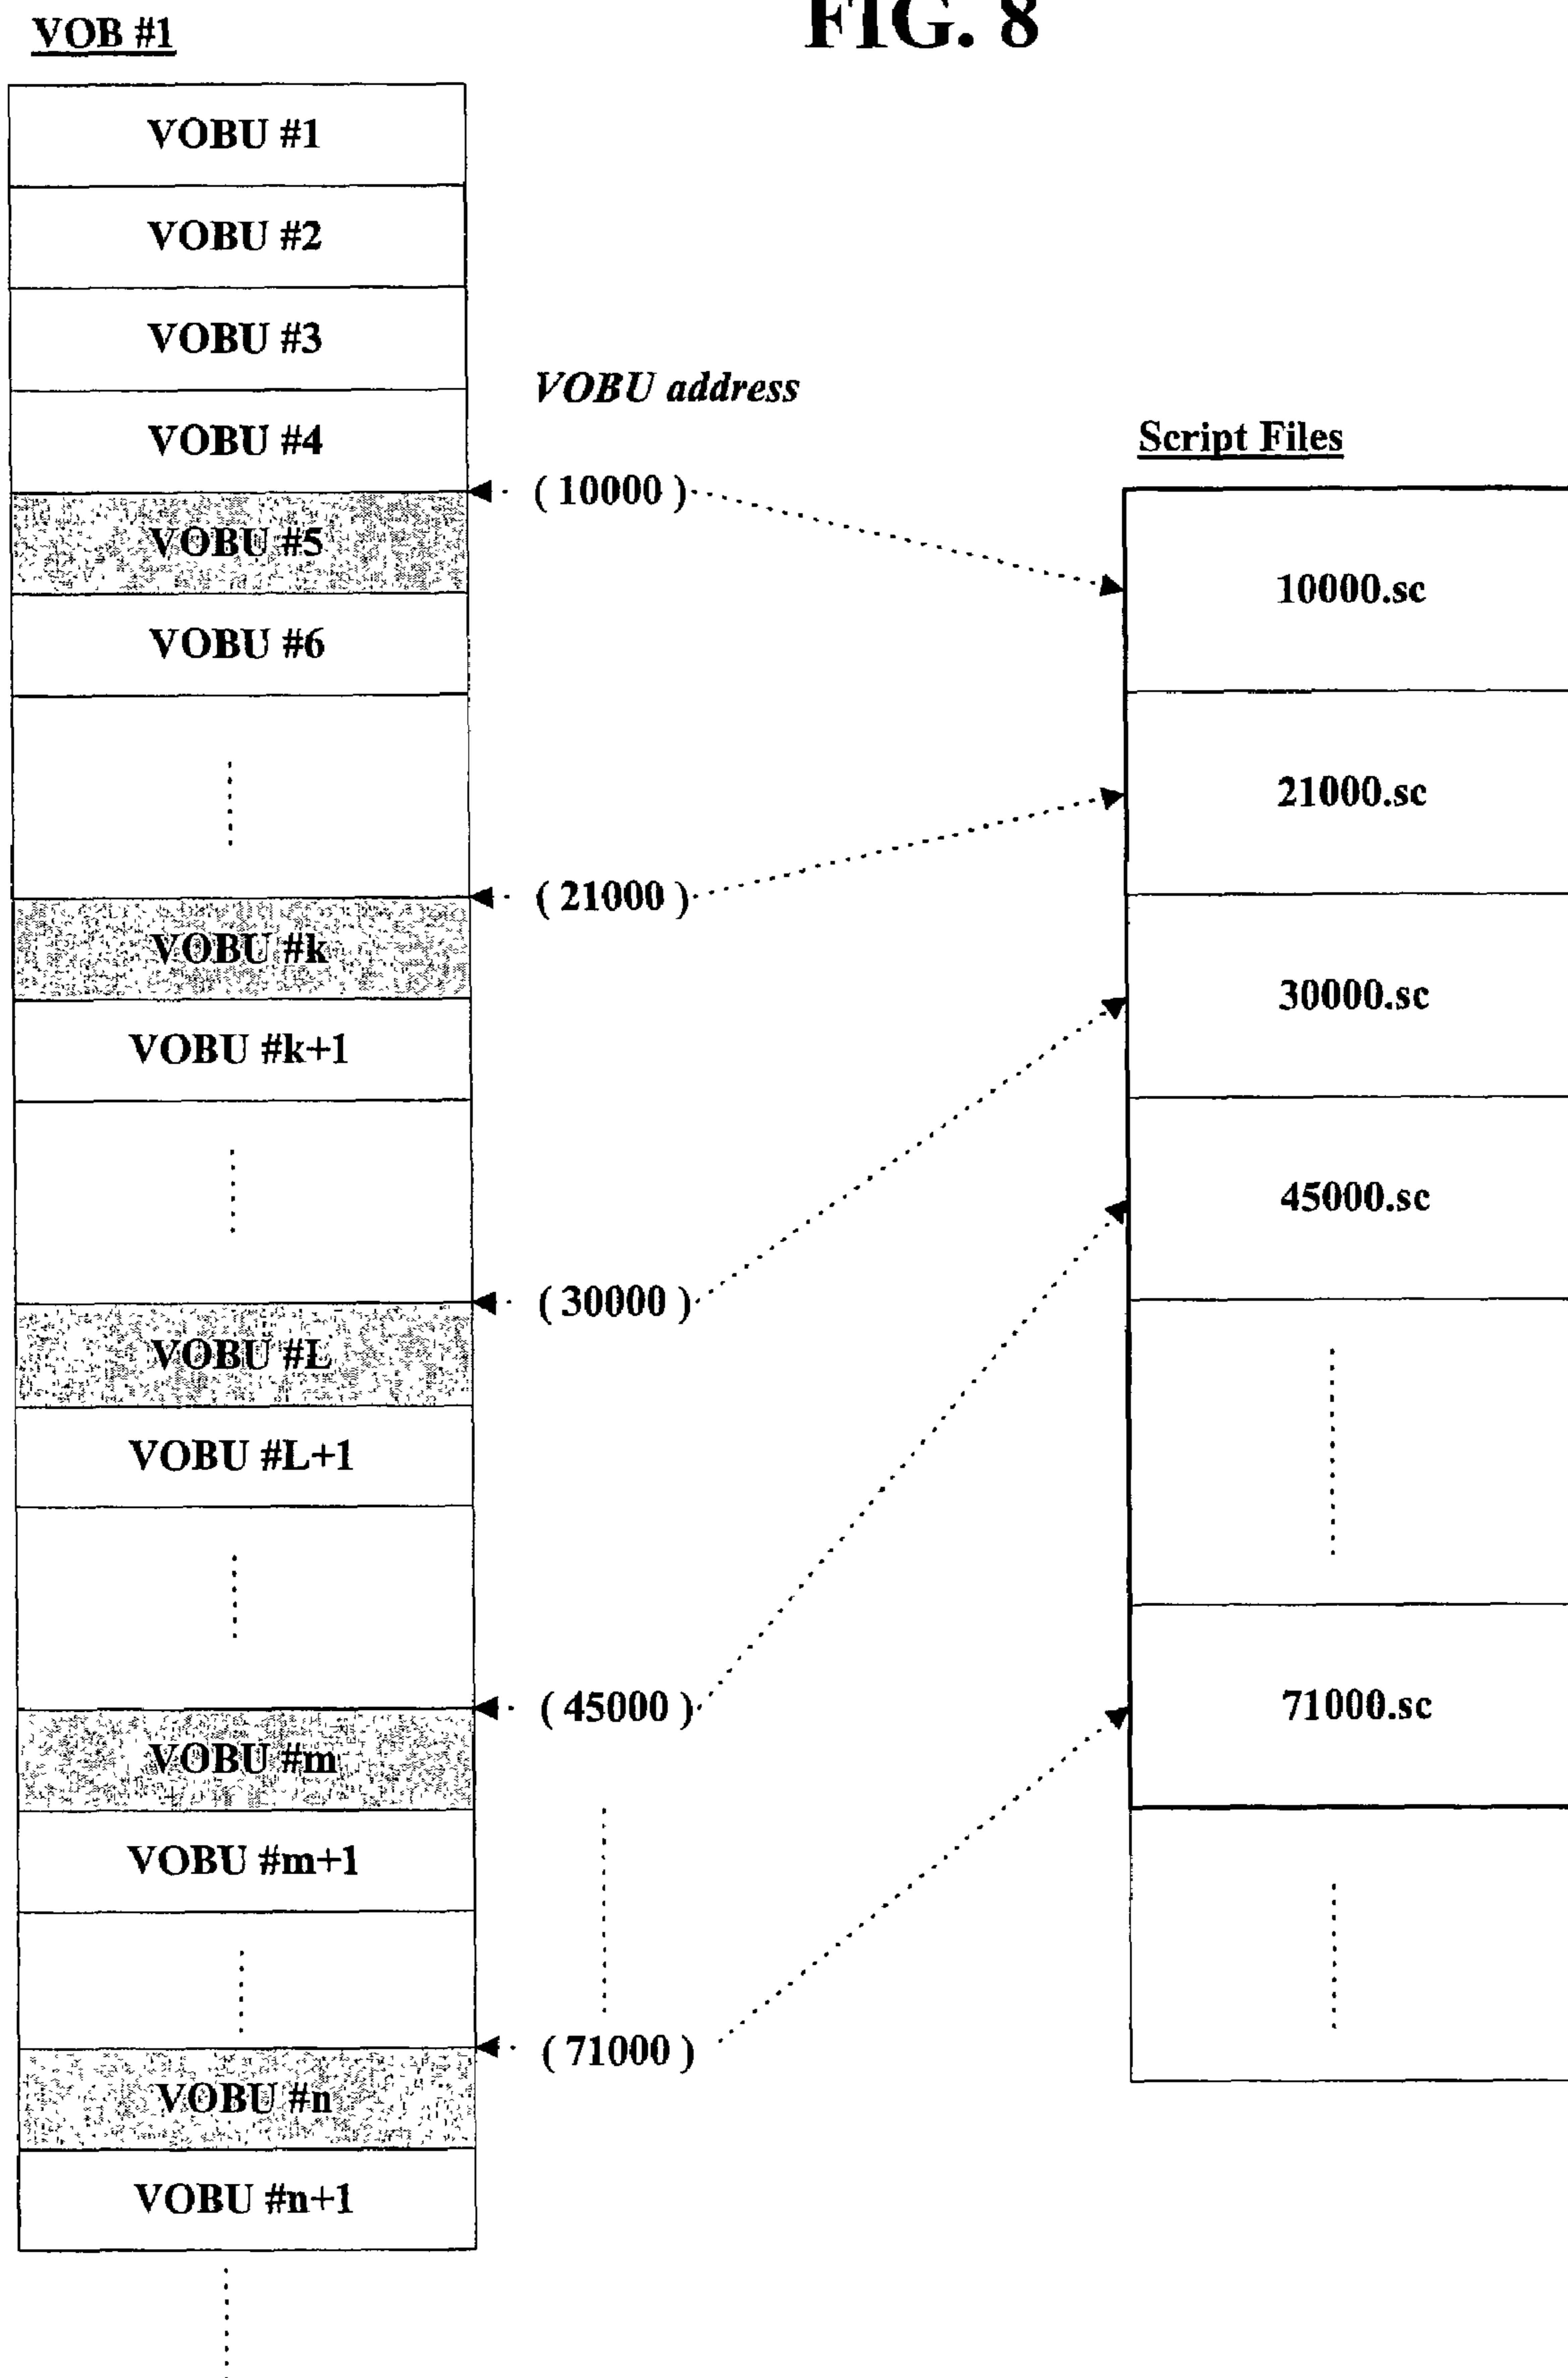 FIG. 8
VOB #1
VOBU #1
VOBU #2
VOBU #3
VOBU #4
VOBU #5
VOBU #6
VOBU #k
VOBU #k+1
VOBU #L
VOBU #L+1
VOBU #m
VOBU #m+1
VOBU #n
VOBU #n+1
VOBU address
( 10000 )
( 21000 )
( 30000 )
( 45000 )
( 71000 )
Script Files
10000.sc
21000.sc
30000.sc
45000.sc
71000.sc